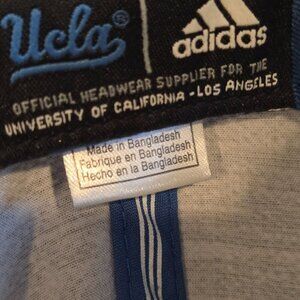 Ucla®
adidas
OFFICIAL HEADWEAR SUPPLIER FOR THE
UNIVERSITY OF CALIFORNIA - LOS ANGELES
Made in Bangladesh
Fabrique en Bangladesh
Hecho en la Bangladesh